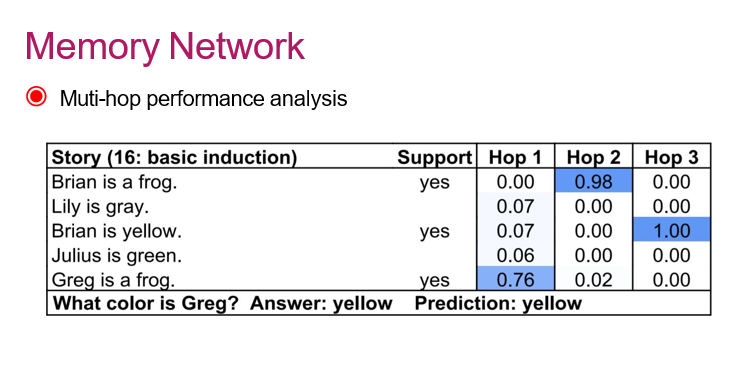 Memory Network
Muti-hop performance analysis
Story (16: basic induction) Support Hop 1 Hop 2 Hop 3
Brian is a frog. yes 0.00 0.98 0.00
Lily is gray. 0.07 0.00 0.00
Brian is yellow. yes 0.07 0.00 1.00
Julius is green. 0.06 0.00 0.00
Greg is a frog. yes 0.76 0.02 0.00
What color is Greg? Answer: yellow Prediction: yellow